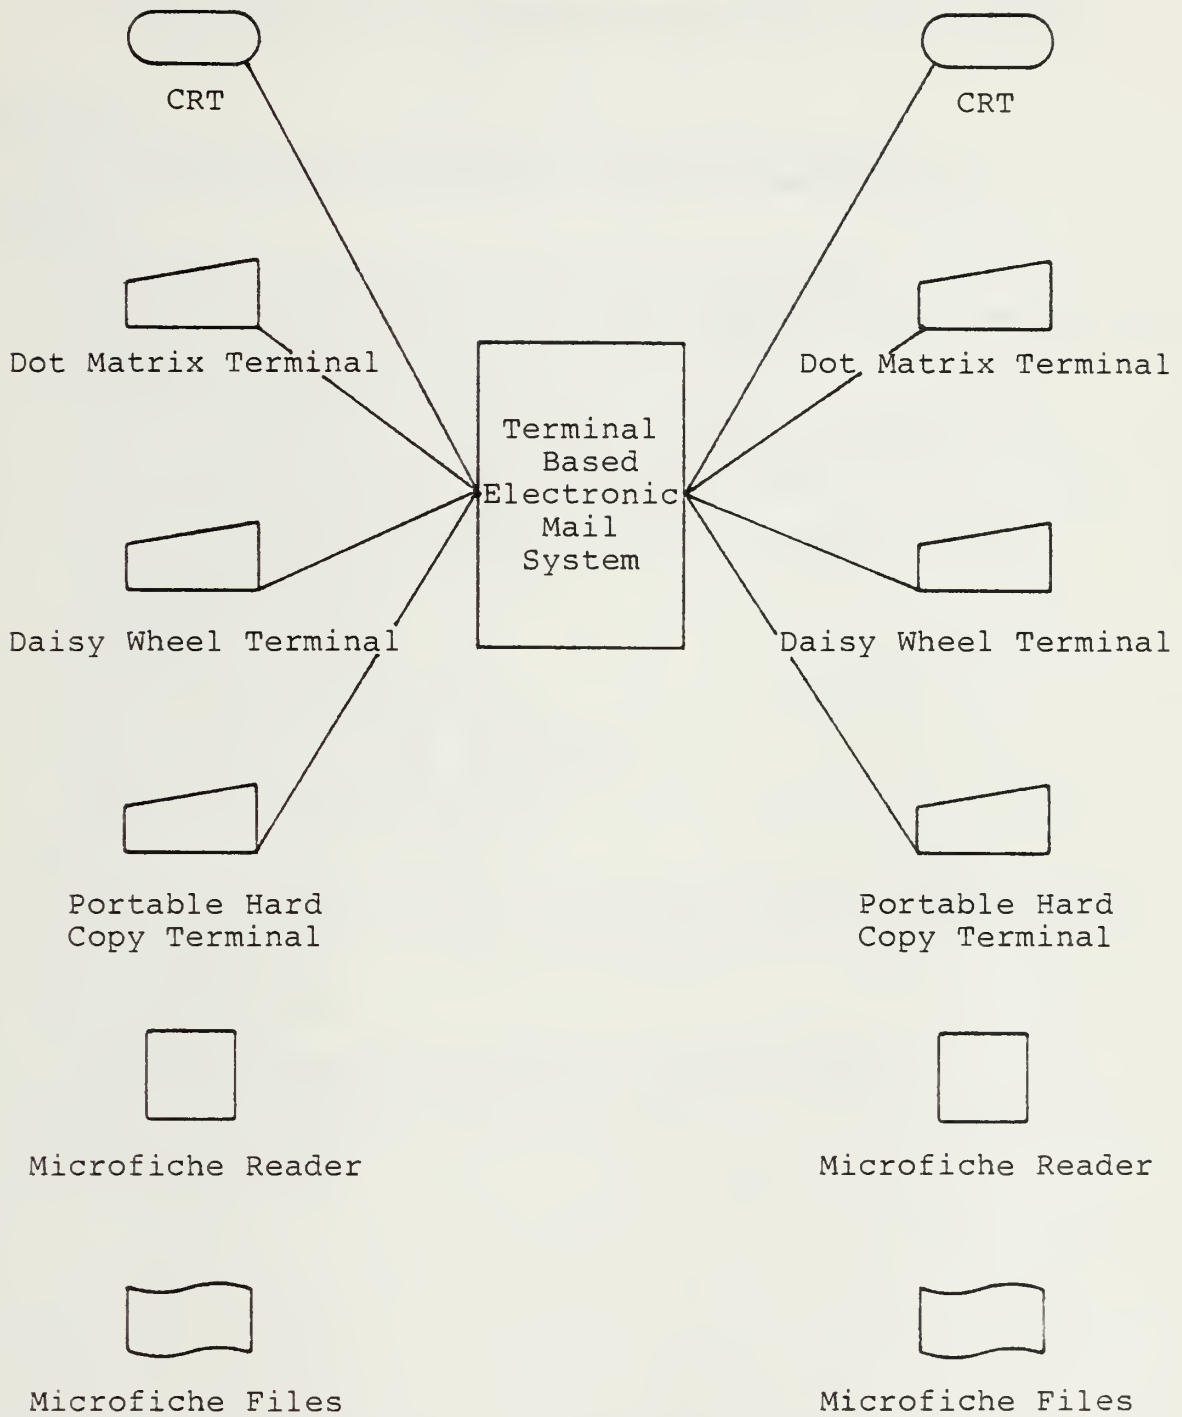 CRT
CRT
Dot Matrix Terminal
Dot Matrix Terminal
Terminal
Based
Electronic
Mail
System
Daisy Wheel Terminal
Daisy Wheel Terminal
Portable Hard
Copy Terminal
Portable Hard
Copy Terminal
Microfiche Reader
Microfiche Reader
Microfiche Files
Microfiche Files